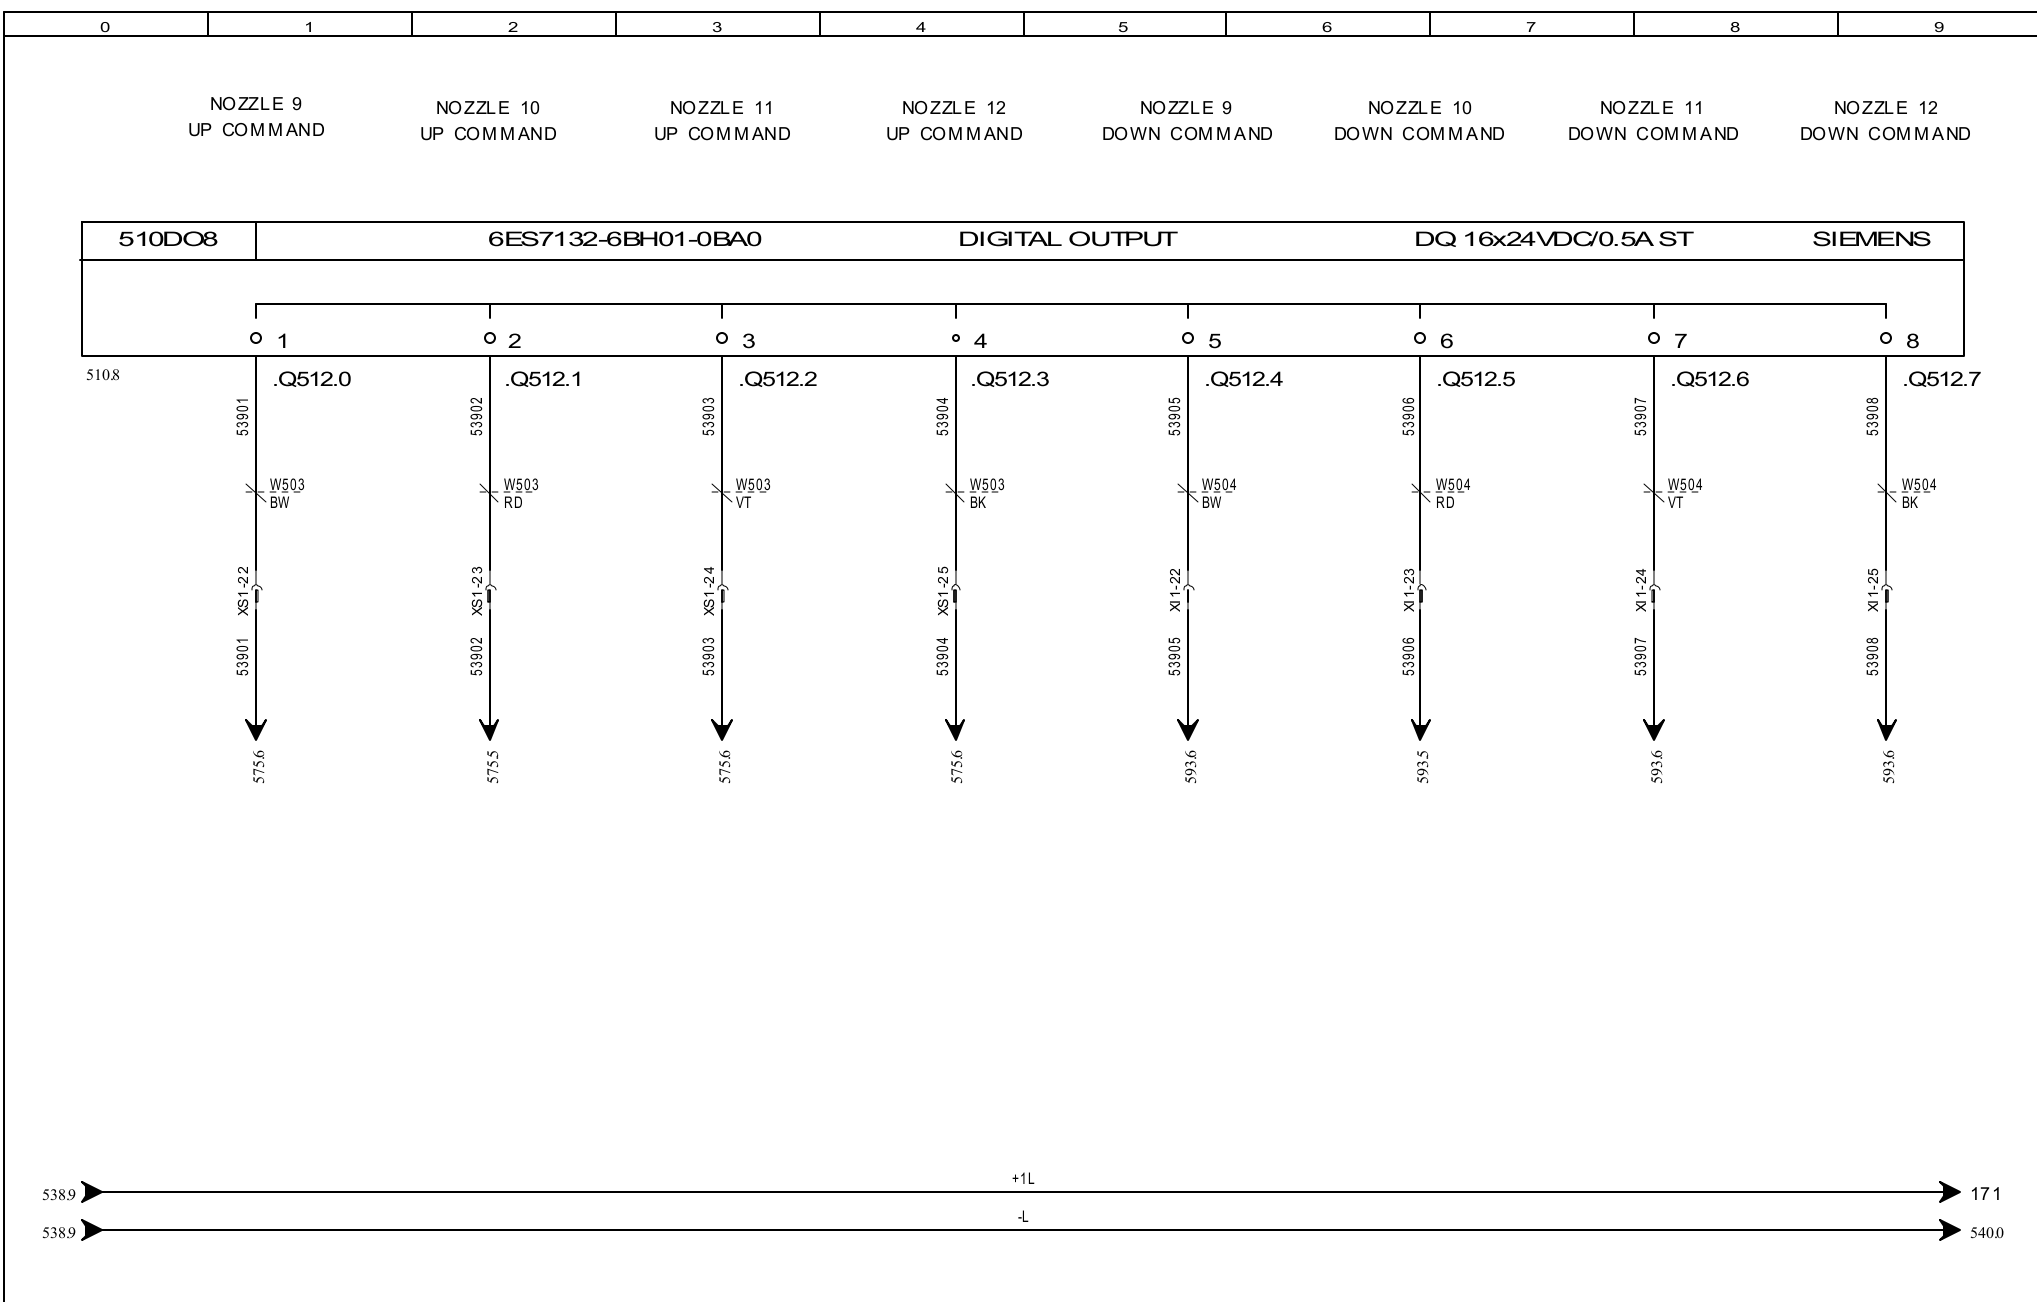 0 1 2 3 4 5 6 7 8 9
NOZZLE 9 NOZZLE 10 NOZZLE 11 NOZZLE 12 NOZZLE 9 NOZZLE 10 NOZZLE 11 NOZZLE 12
UP COMMAND UP COMMAND UP COMMAND UP COMMAND DOWN COMMAND DOWN COMMAND DOWN COMMAND DOWN COMMAND
510DO8 6ES7132-6BH01-0BA0 DIGITAL OUTPUT DQ 16x24VDC/0.5A ST SIEMENS
1 2 3 4 5 6 7 8
510.8 .Q512.0 .Q512.1 .Q512.2 .Q512.3 .Q512.4 .Q512.5 .Q512.6 .Q512.7
53901 53902 53903 53904 53905 53906 53907 53908
W503 W503 W503 W503 W504 W504 W504 W504
BW RD VT BK BW RD VT BK
XS1-22 XS1-23 XS1-24 XS1-25 XI1-22 XI1-23 XI1-24 XI1-25
53901 53902 53903 53904 53905 53906 53907 53908
575.6 575.5 575.6 575.6 593.6 593.5 593.6 593.6
+1L
538.9 171
-L
538.9 540.0